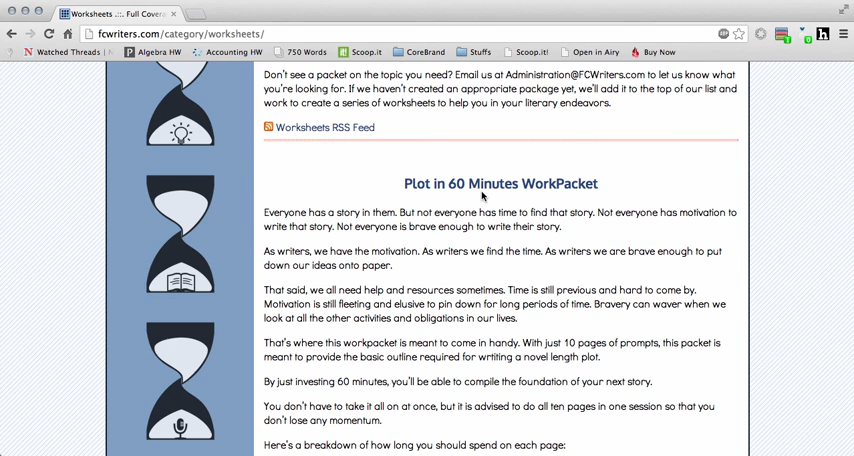 Worksheets .::. Full Covera
fcwriters.com/category/worksheets/
Watched Threads | N
Algebra HW
Accounting HW
750 Words
Scoop.it
CoreBrand
Stuffs
Scoop.it!
Open in Airy
Buy Now
Don't see a packet on the topic you need? Email us at Administration@FCWriters.com to let us know what
you're looking for. If we haven't created an appropriate package yet, we'll add it to the top of our list and
work to create a series of worksheets to help you in your literary endeavors.
Worksheets RSS Feed
Plot in 60 Minutes WorkPacket
Everyone has a story in them. But not everyone has time to find that story. Not everyone has motivation to
write that story. Not everyone is brave enough to write their story.
As writers, we have the motivation. As writers we find the time. As writers we are brave enough to put
down our ideas onto paper.
That said, we all need help and resources sometimes. Time is still previous and hard to come by.
Motivation is still fleeting and elusive to pin down for long periods of time. Bravery can waver when we
look at all the other activities and obligations in our lives.
That's where this workpacket is meant to come in handy. With just 10 pages of prompts, this packet is
meant to provide the basic outline required for wrtiting a novel length plot.
By just investing 60 minutes, you'll be able to compile the foundation of your next story.
You don't have to take it all on at once, but it is advised to do all ten pages in one session so that you
don't lose any momentum.
Here's a breakdown of how long you should spend on each page: